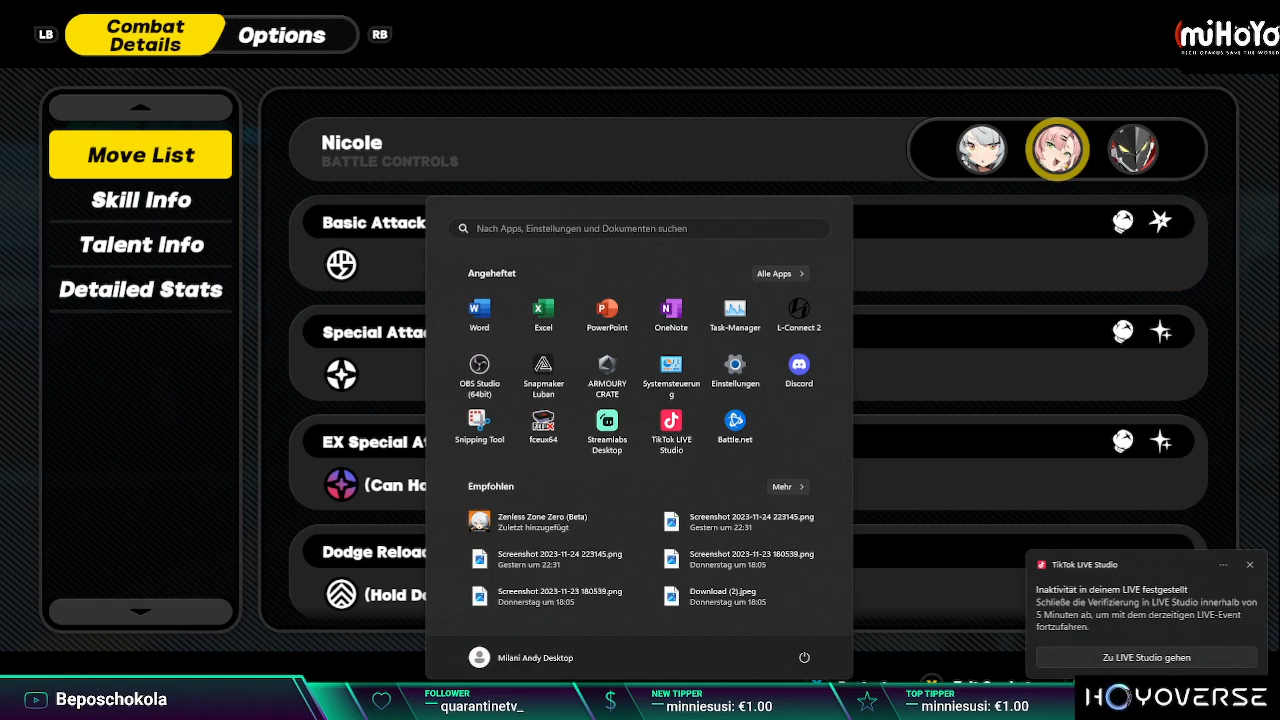 LB
Combat
Details
Options
RB
miHoYo
TECH OTAKUS SAVE THE WORLD
Move List
Skill Info
Talent Info
Detailed Stats
Nicole
BATTLE CONTROLS
Basic Attack
Special Atta
EX Special At
(Can Ho
Dodge Reload
(Hold De
Nach Apps, Einstellungen und Dokumenten suchen
Angeheftet
Alle Apps
Word
Excel
PowerPoint
OneNote
Task-Manager
L-Connect 2
OBS Studio
(64bit)
Snapmaker
Luban
ARMOURY
CRATE
Systemsteuerun
g
Einstellungen
Discord
Snipping Tool
fceux64
Streamlabs
Desktop
TikTok LIVE
Studio
Battle.net
Empfohlen
Mehr
Zenless Zone Zero (Beta)
Zuletzt hinzugefügt
Screenshot 2023-11-24 223145.png
Gestern um 22:31
Screenshot 2023-11-24 223145.png
Gestern um 22:31
Screenshot 2023-11-23 180539.png
Donnerstag um 18:05
Screenshot 2023-11-23 180539.png
Donnerstag um 18:05
Download (2).jpeg
Donnerstag um 18:05
Milani Andy Desktop
TikTok LIVE Studio
Inaktivität in deinem LIVE festgestellt
Schließe die Verifizierung in LIVE Studio innerhalb von
5 Minuten ab, um mit dem derzeitigen LIVE-Event
fortzufahren.
Zu LIVE Studio gehen
Beposchokola
FOLLOWER
quarantinetv_
NEW TIPPER
minniesusi: €1.00
TOP TIPPER
minniesusi: €1.00
HOYOVERSE